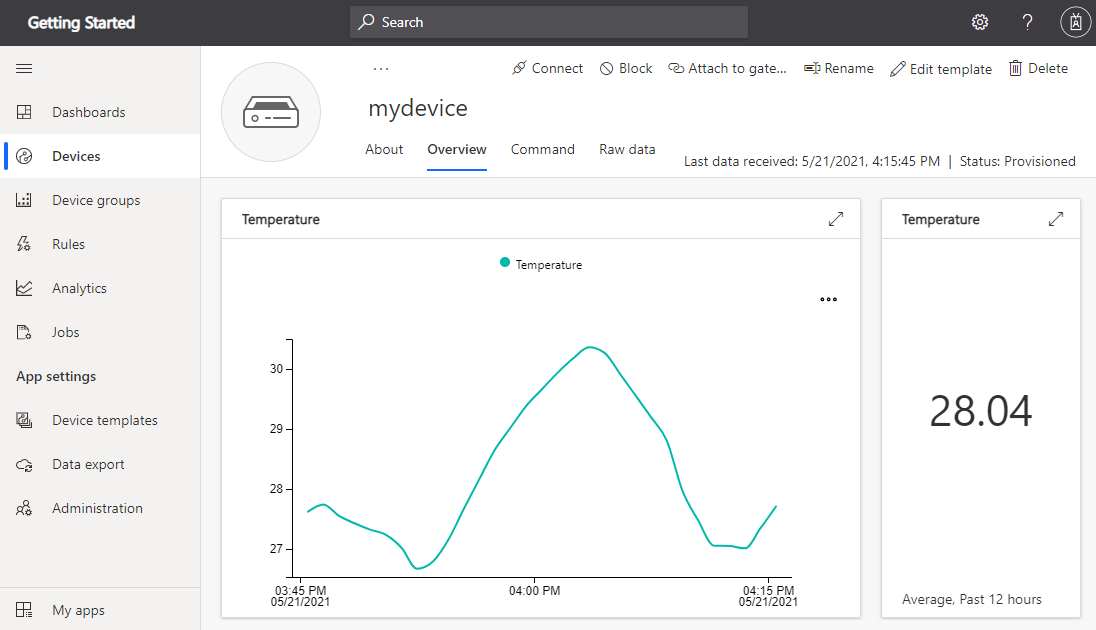 Getting Started
Search
?
Dashboards
Devices
Device groups
Rules
Analytics
Jobs
App settings
Device templates
Data export
Administration
My apps
...
Connect
Block
Attach to gate...
Rename
Edit template
Delete
mydevice
About
Overview
Command
Raw data
Last data received: 5/21/2021, 4:15:45 PM | Status: Provisioned
Temperature
Temperature
30
29
28
27
03:45 PM
05/21/2021
04:00 PM
04:15 PM
05/21/2021
Temperature
28.04
Average, Past 12 hours